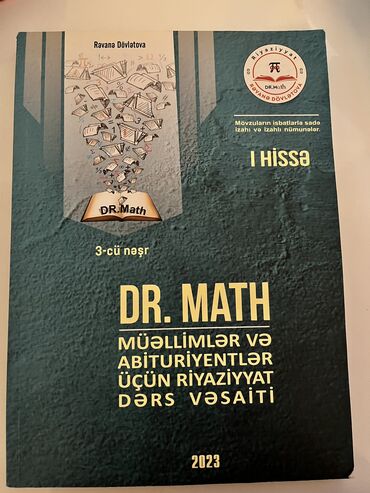 Rəvanə Dövlətova
Riyaziyyat
DR.Math
RƏVANƏ DÖVLƏTOVA
Mövzuların isbatlarla sadə
izahı və izahlı nümunələr.
I HİSSƏ
DR.Math
3-cü nəşr
DR. MATH
MÜƏLLİMLƏR VƏ
ABİTURİYENTLƏR
ÜÇÜN RİYAZİYYAT
DƏRS VƏSAİTİ
2023